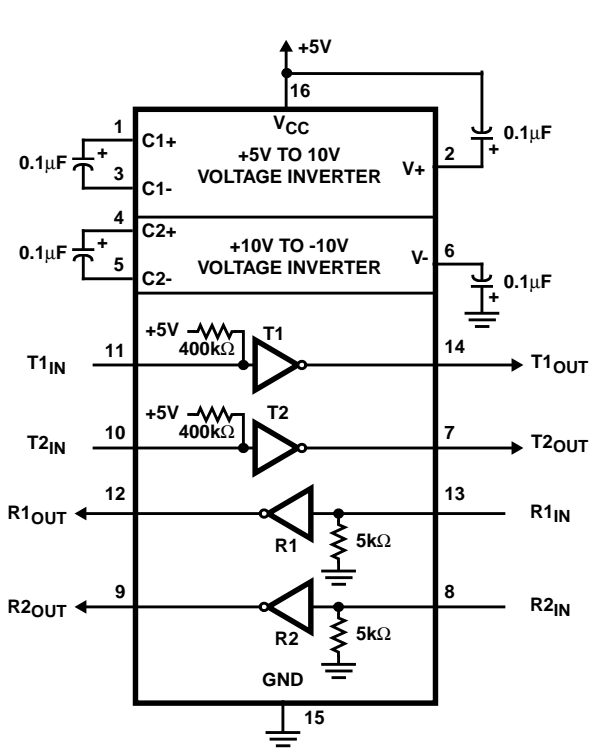 +5V
16
VCC
1
C1+
0.1μF
+
3
C1-
+5V TO 10V
VOLTAGE INVERTER
V+
2
0.1μF
+
4
C2+
0.1μF
+
5
C2-
+10V TO -10V
VOLTAGE INVERTER
V-
6
0.1μF
+
+5V
400kΩ
T1
T1IN
11
14
T1OUT
+5V
400kΩ
T2
T2IN
10
7
T2OUT
R1OUT
12
R1
13
R1IN
5kΩ
R2OUT
9
R2
8
R2IN
5kΩ
GND
15